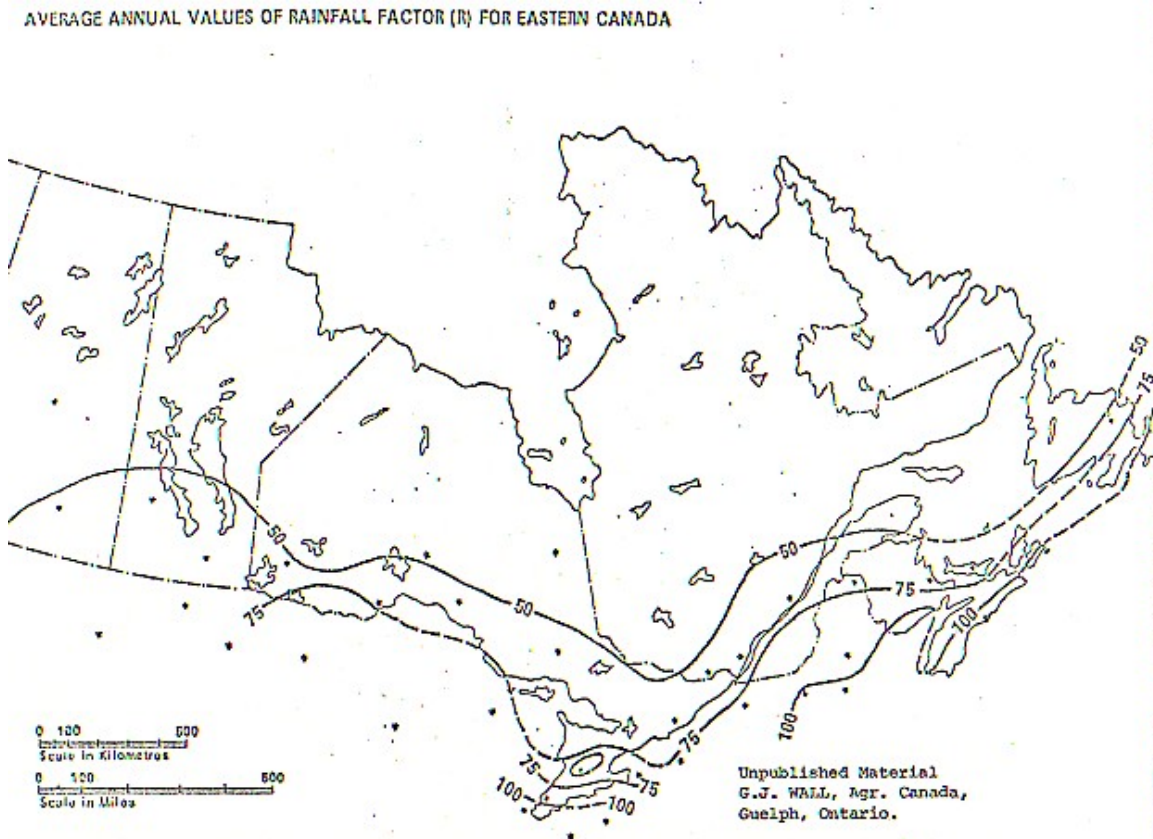 AVERAGE ANNUAL VALUES OF RAINFALL FACTOR (R) FOR EASTERN CANADA
50
75
50
50
50
75
75
100
75
100
75
75
75
100
100
0 100 500
Scale in Kilometres
0 100 500
Scale in Miles
Unpublished Material
G.J. WALL, Agr. Canada,
Guelph, Ontario.